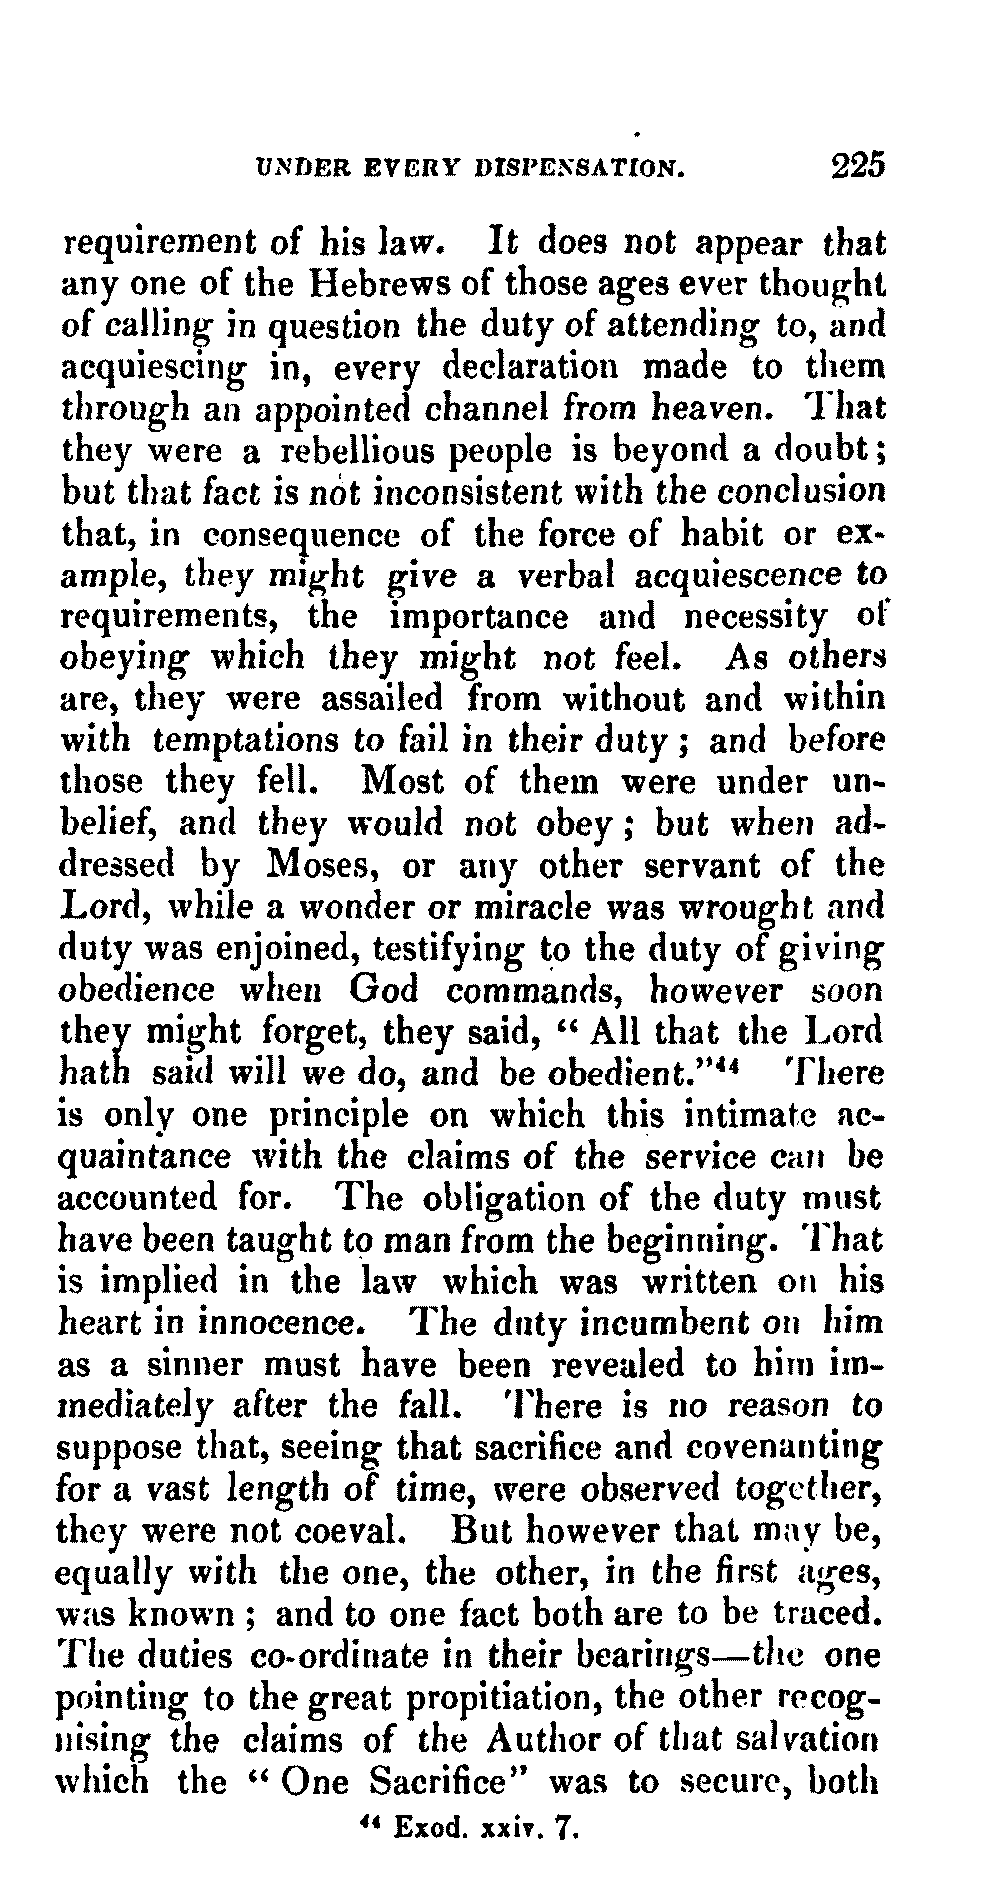 UNDER EVERY DISPENSATION. 225
requirement of his law. It does not appear that
any one of the Hebrews of those ages ever thought
of calling in question the duty of attending to, and
acquiescing in, every declaration made to them
through an appointed channel from heaven. That
they were a rebellious people is beyond a doubt;
but that fact is not inconsistent with the conclusion
that, in consequence of the force of habit or ex-
ample, they might give a verbal acquiescence to
requirements, the importance and necessity of
obeying which they might not feel. As others
are, they were assailed from without and within
with temptations to fail in their duty; and before
those they fell. Most of them were under un-
belief, and they would not obey; but when ad-
dressed by Moses, or any other servant of the
Lord, while a wonder or miracle was wrought and
duty was enjoined, testifying to the duty of giving
obedience when God commands, however soon
they might forget, they said, “ All that the Lord
hath said will we do, and be obedient.”⁴⁴ There
is only one principle on which this intimate ac-
quaintance with the claims of the service can be
accounted for. The obligation of the duty must
have been taught to man from the beginning. That
is implied in the law which was written on his
heart in innocence. The duty incumbent on him
as a sinner must have been revealed to him im-
mediately after the fall. There is no reason to
suppose that, seeing that sacrifice and covenanting
for a vast length of time, were observed together,
they were not coeval. But however that may be,
equally with the one, the other, in the first ages,
was known; and to one fact both are to be traced.
The duties co-ordinate in their bearings—the one
pointing to the great propitiation, the other recog-
nising the claims of the Author of that salvation
which the “ One Sacrifice” was to secure, both
⁴⁴ Exod. xxiv. 7.